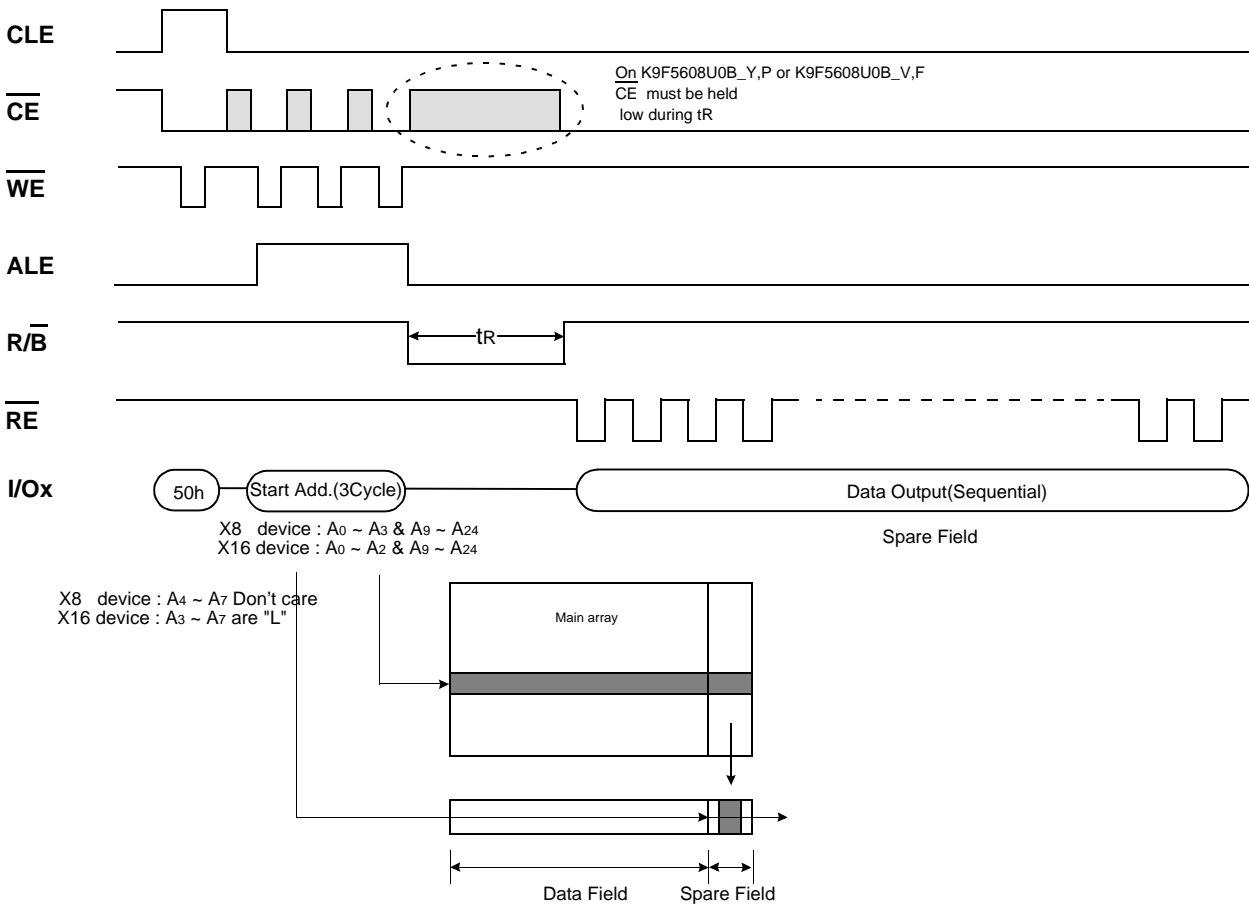 CLE
On K9F5608U0B_Y,P or K9F5608U0B_V,F
CE must be held
low during tR
CE
WE
ALE
R/B
tR
RE
I/Ox
50h
Start Add.(3Cycle)
Data Output(Sequential)
X8 device : A0 ~ A3 & A9 ~ A24
X16 device : A0 ~ A2 & A9 ~ A24
Spare Field
X8 device : A4 ~ A7 Don't care
X16 device : A3 ~ A7 are "L"
Main array
Data Field
Spare Field